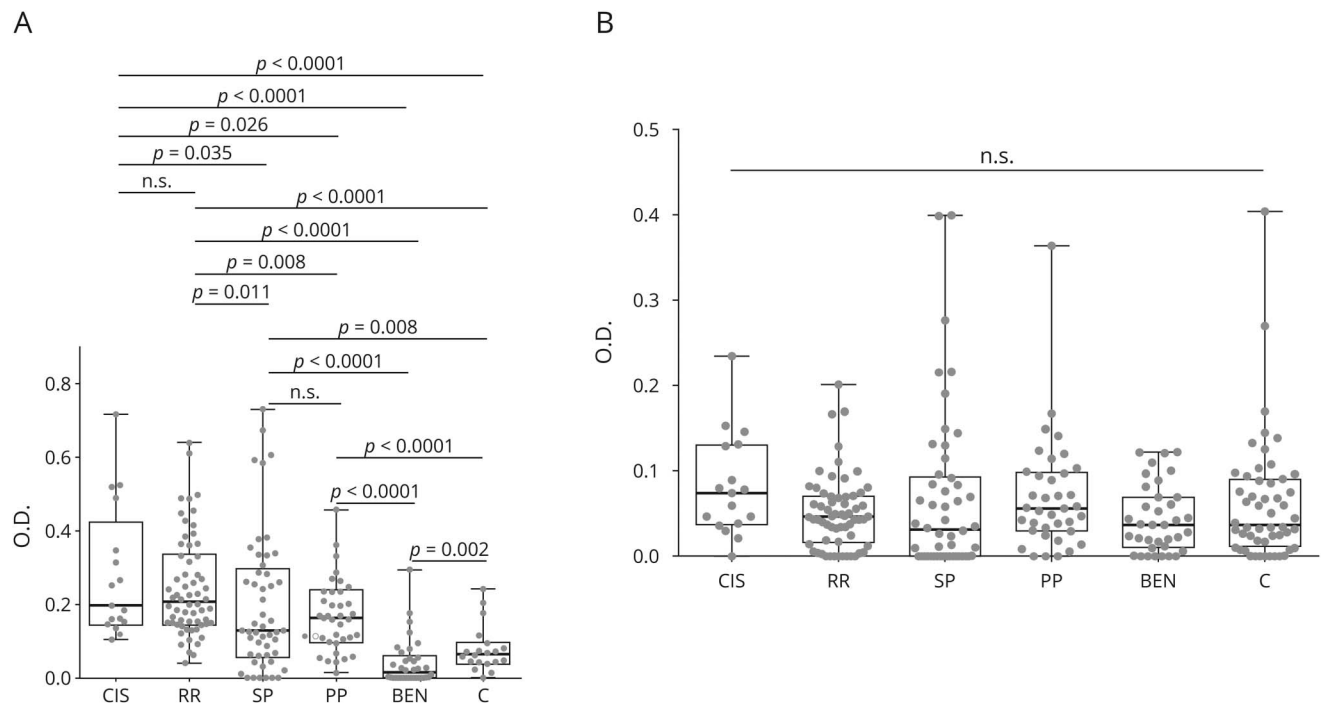 A
p < 0.0001
p < 0.0001
p = 0.026
p = 0.035
n.s.
p < 0.0001
p < 0.0001
p = 0.008
p = 0.011
p = 0.008
p < 0.0001
n.s.
p < 0.0001
p < 0.0001
p = 0.002
O.D.
0.8
0.6
0.4
0.2
0.0
CIS RR SP PP BEN C
B
n.s.
O.D.
0.5
0.4
0.3
0.2
0.1
0.0
CIS RR SP PP BEN C